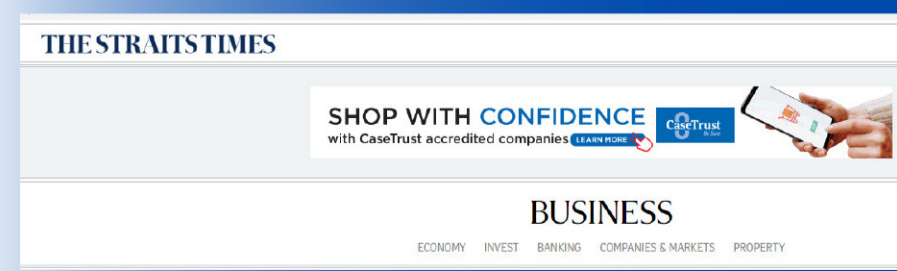 THE STRAITS TIMES
SHOP WITH CONFIDENCE
with CaseTrust accredited companies LEARN MORE
CaseTrust
BUSINESS
ECONOMY INVEST BANKING COMPANIES & MARKETS PROPERTY